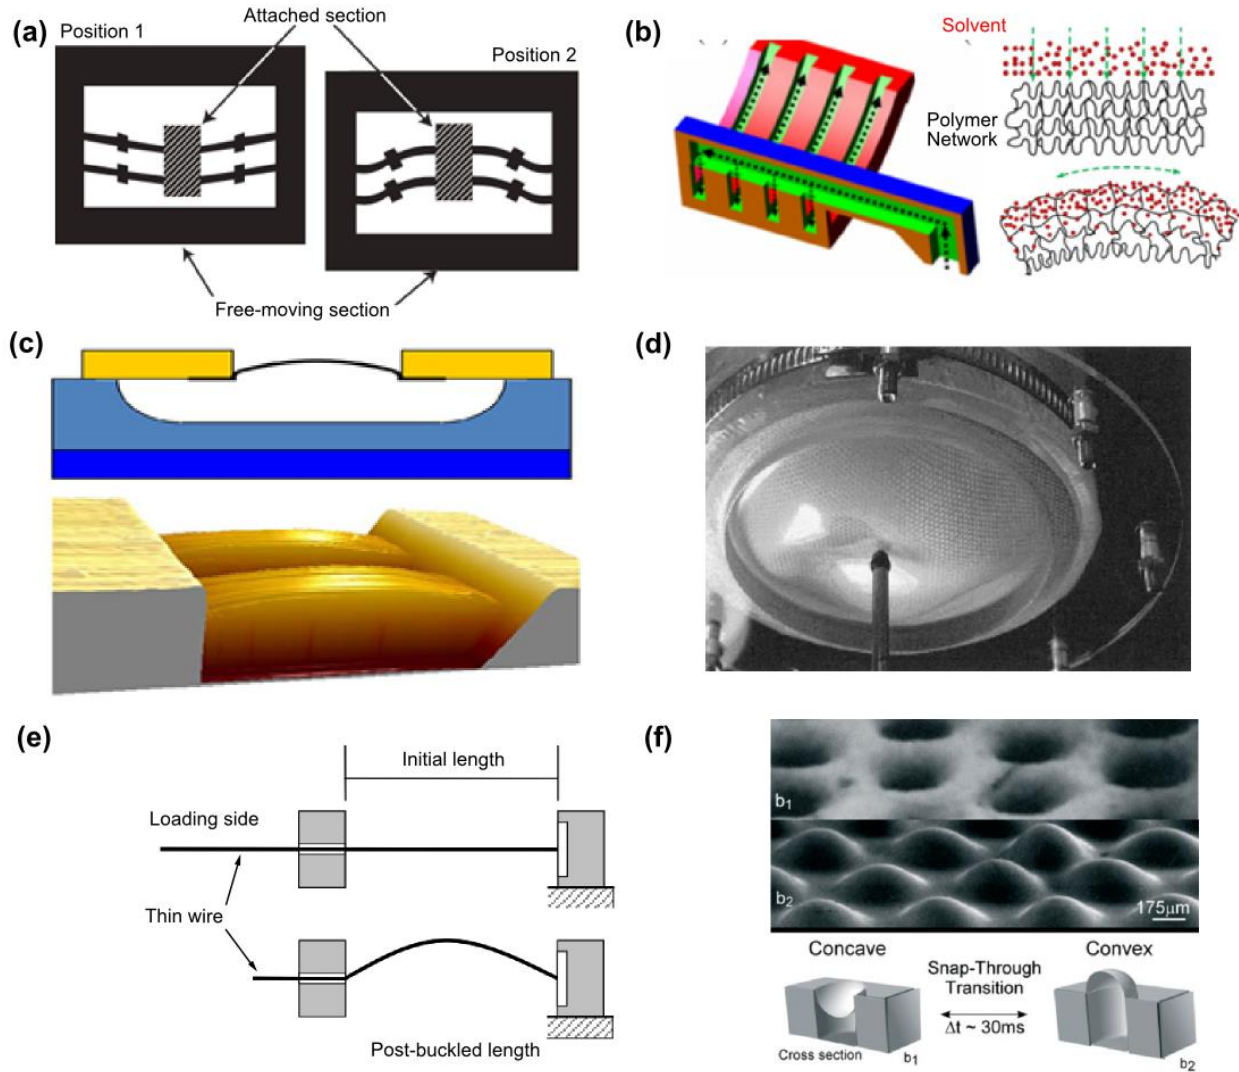 (a)
Position 1
Attached section
Position 2
Free-moving section
(b)
Solvent
Polymer
Network
(c)
(d)
(e)
Initial length
Loading side
Thin wire
Post-buckled length
(f)
b1
b2
175µm
Concave
Convex
Snap-Through
Transition
Δt ~ 30ms
Cross section
b1
b2